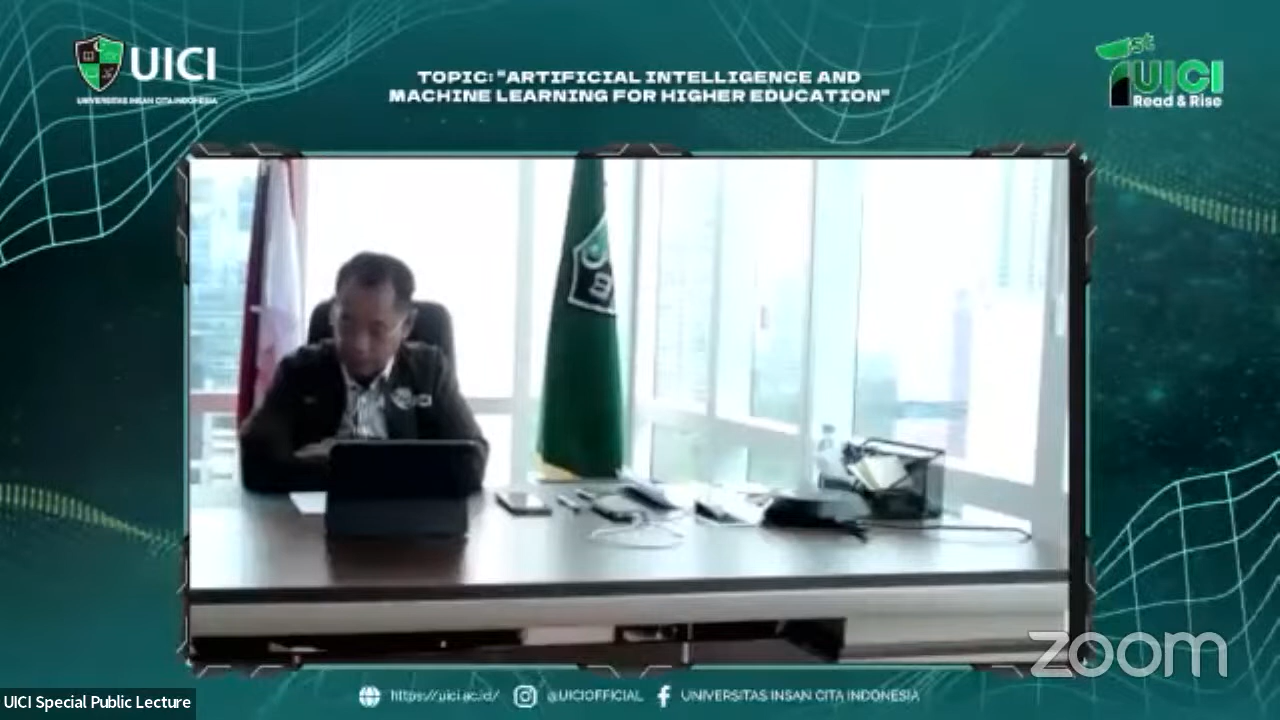 UICI
UNIVERSITAS INSAN CITA INDONESIA
TOPIC: "ARTIFICIAL INTELLIGENCE AND
MACHINE LEARNING FOR HIGHER EDUCATION"
1st
UICI
Read & Rise
zoom
https://uici.ac.id/
@UICIOFFICIAL
UNIVERSITAS INSAN CITA INDONESIA
UICI Special Public Lecture